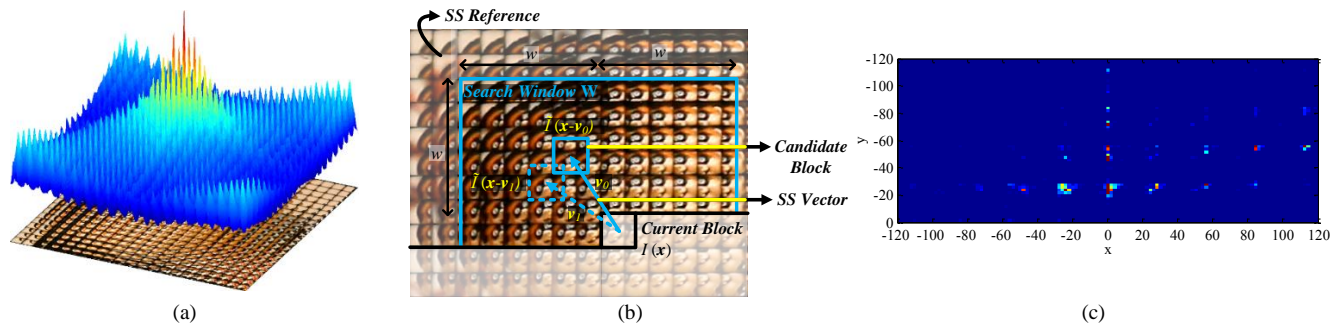 SS Reference
w
w
Search Window W
w
Ĩ (x-v₀)
Ĩ (x-v₁)
v₀
v₁
Candidate
Block
SS Vector
Current Block
I (x)
-120
-100
-80
-60
-40
-20
0
y
-120 -100 -80 -60 -40 -20 0 20 40 60 80 100 120
x
(a)
(b)
(c)